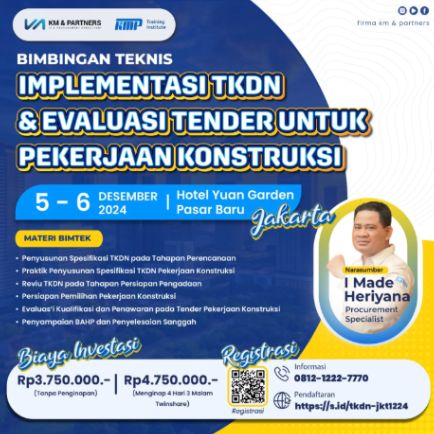 KM & PARTNERS
KMP Training Institute
firma km & partners
BIMBINGAN TEKNIS
IMPLEMENTASI TKDN
& EVALUASI TENDER UNTUK
PEKERJAAN KONSTRUKSI
5 - 6 DESEMBER 2024 | Hotel Yuan Garden Pasar Baru
Jakarta
MATERI BIMTEK
• Penyusunan Spesifikasi TKDN pada Tahapan Perencanaan
• Praktik Penyusunan Spesifikasi TKDN Pekerjaan Konstruksi
• Reviu TKDN pada Tahapan Persiapan Pengadaan
• Persiapan Pemilihan Pekerjaan Konstruksi
• Evaluas'i Kualifikasi dan Penawaran pada Tender Pekerjaan Konstruksi
• Penyampaian BAHP dan Penyelesaian Sanggah
Narasumber
I Made
Heriyana
Procurement
Specialist
Biaya Investasi
Rp3.750.000.-
(Tanpa Penginapan)
Rp4.750.000.-
(Menginap 4 Hari 3 Malam
Twinshare)
Registrasi
Registrasi
Informasi
0812-1222-7770
Pendaftaran
https://s.id/tkdn-jkt1224